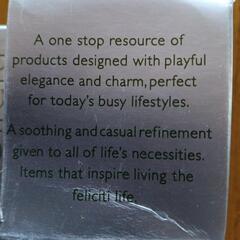 A one stop resource of
products designed with playful
elegance and charm, perfect
for today's busy lifestyles.
A soothing and casual refinement
given to all of life's necessities.
Items that inspire living the
feliciti life.